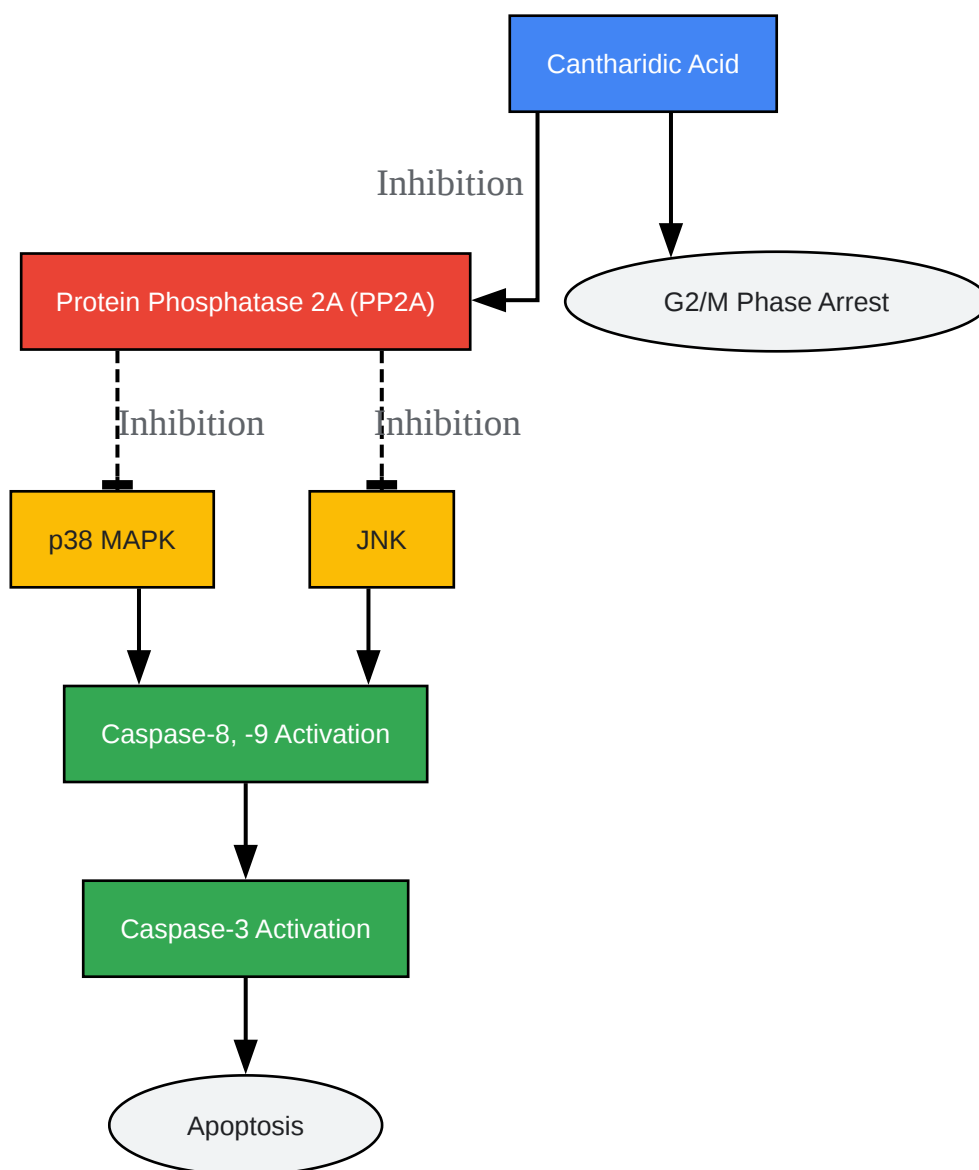 Cantharidic Acid
Inhibition
Protein Phosphatase 2A (PP2A)
G2/M Phase Arrest
Inhibition
Inhibition
p38 MAPK
JNK
Caspase-8, -9 Activation
Caspase-3 Activation
Apoptosis